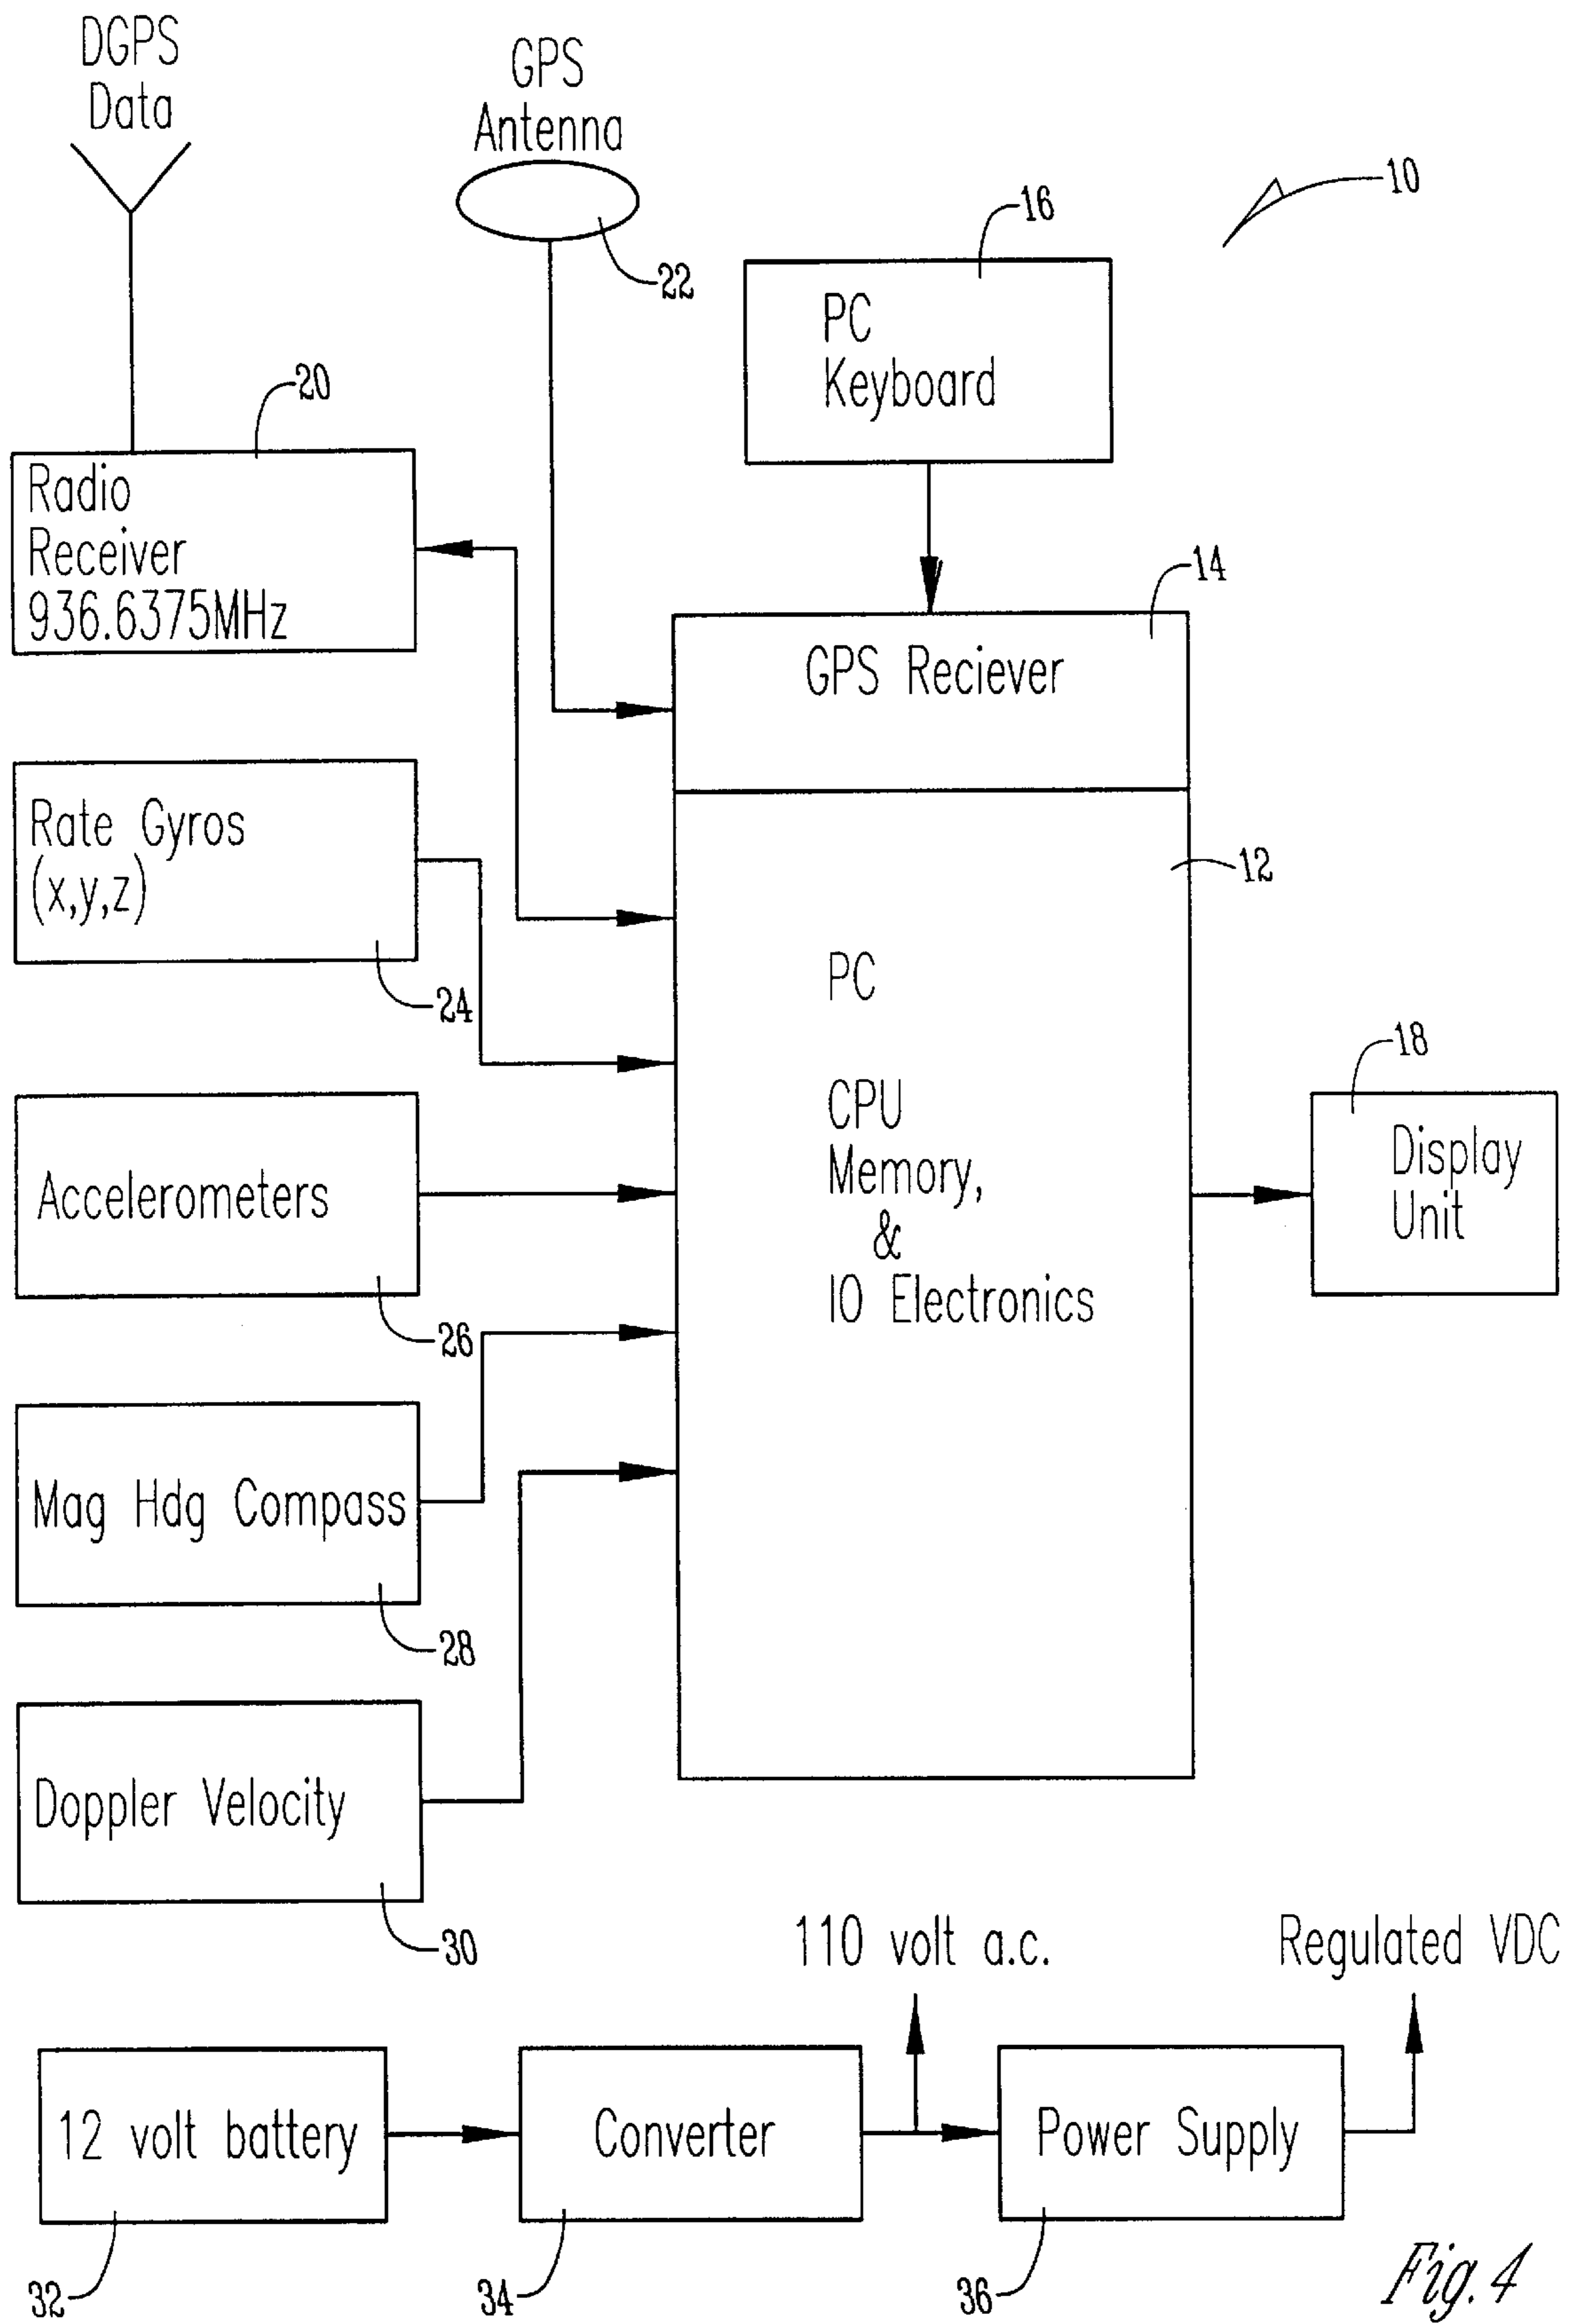 DGPS
Data
GPS
Antenna
22
10
16
PC
Keyboard
20
Radio
Receiver
936.6375MHz
14
GPS Reciever
Rate Gyros
(x,y,z)
24
12
PC
CPU
Memory,
&
IO Electronics
18
Display
Unit
Accelerometers
26
Mag Hdg Compass
28
Doppler Velocity
30
110 volt a.c.
Regulated VDC
12 volt battery
32
Converter
34
Power Supply
36
Fig. 4